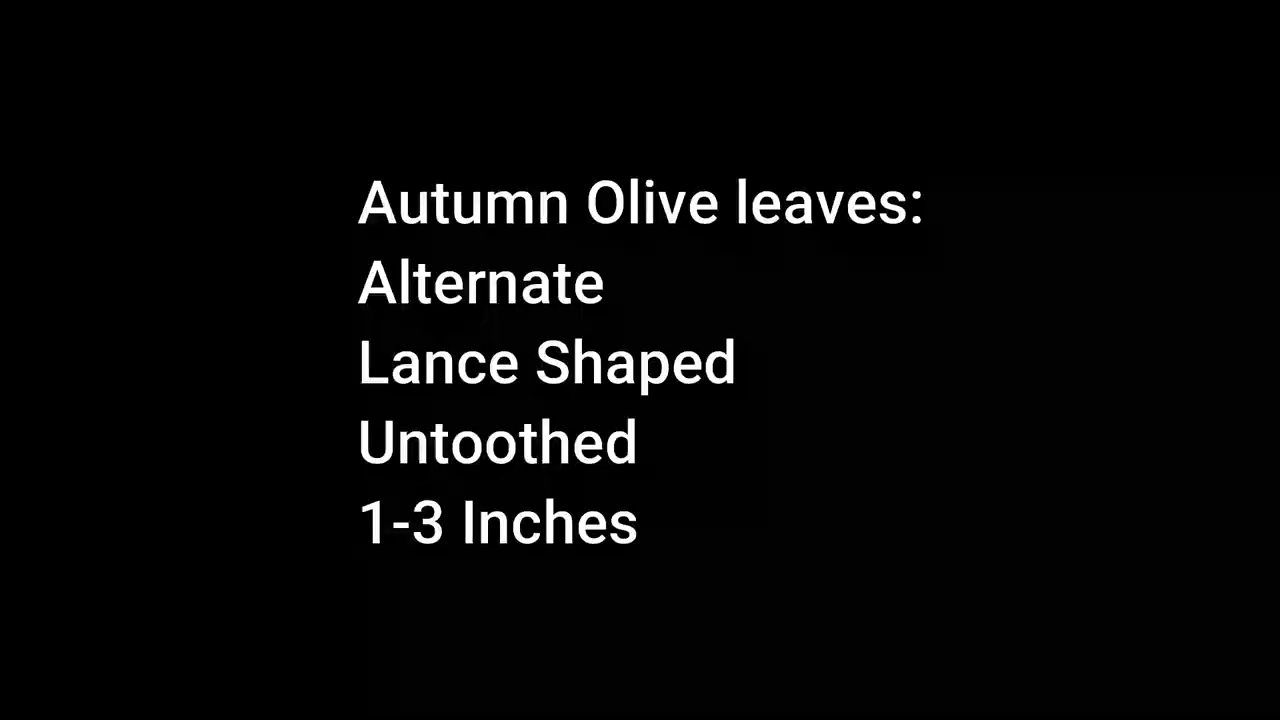 Autumn Olive leaves:
Alternate
Lance Shaped
Untoothed
1-3 Inches